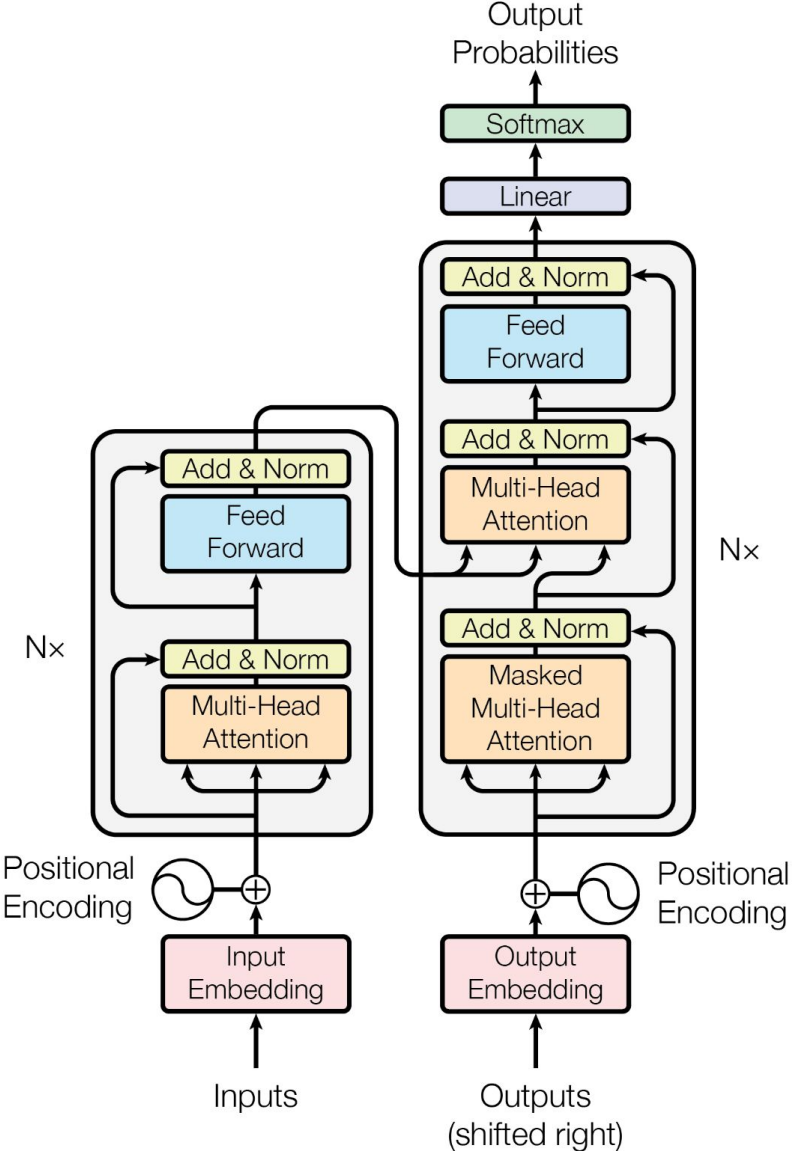 Output
Probabilities
Softmax
Linear
Add & Norm
Feed
Forward
Add & Norm
Multi-Head
Attention
N×
Add & Norm
Masked
Multi-Head
Attention
Positional
Encoding
Output
Embedding
Outputs
(shifted right)
Add & Norm
Feed
Forward
N×
Add & Norm
Multi-Head
Attention
Positional
Encoding
Input
Embedding
Inputs